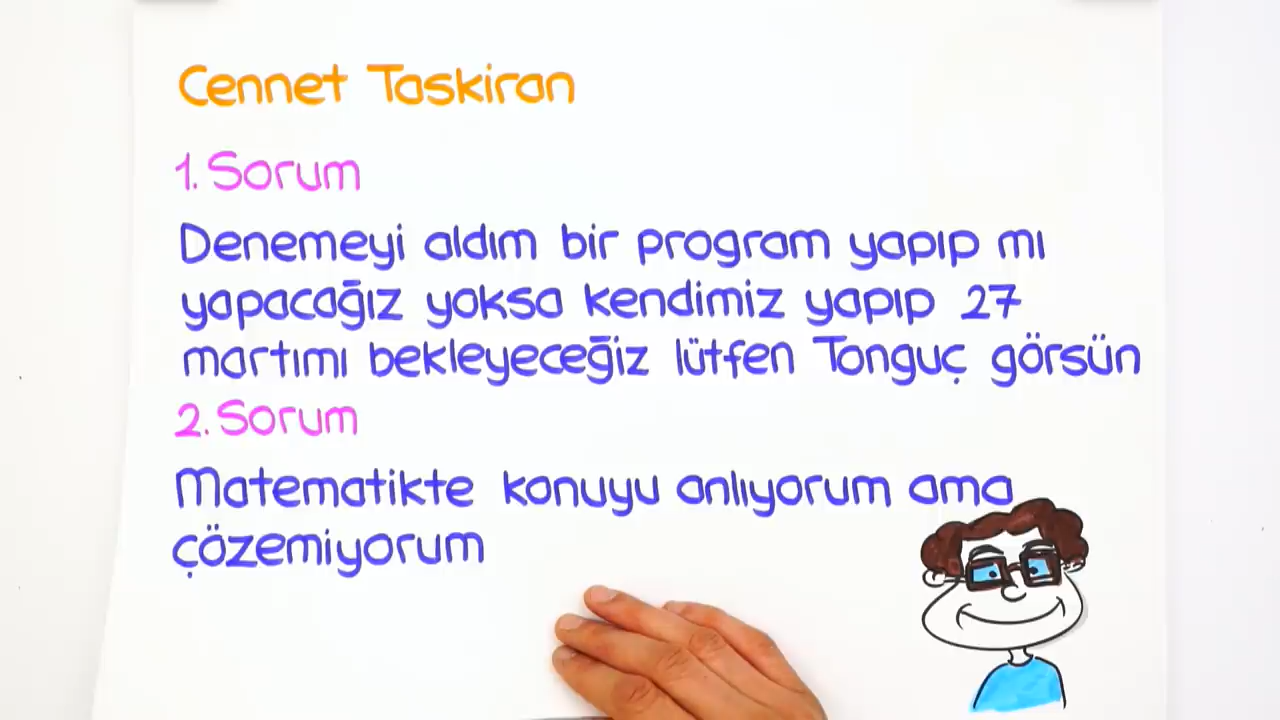 Cennet Taskiran
1. Sorum
Denemeyi aldım bir program yapıp mı
yapacağız yoksa kendimiz yapıp 27
martımı bekleyeceğiz lütfen Tonguç görsün
2. Sorum
Matematikte konuyu anlıyorum ama
çözemiyorum